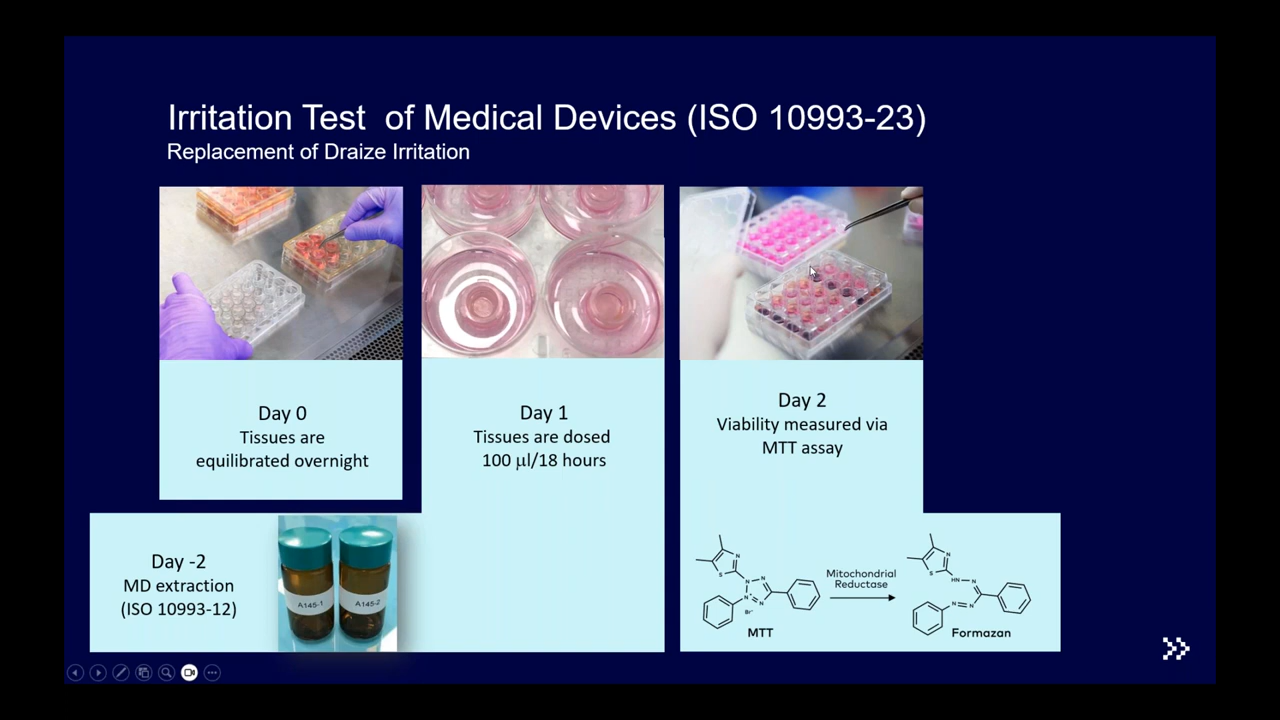 Irritation Test of Medical Devices (ISO 10993-23)
Replacement of Draize Irritation
Day 0
Tissues are
equilibrated overnight
Day 1
Tissues are dosed
100 μl/18 hours
Day 2
Viability measured via
MTT assay
Day -2
MD extraction
(ISO 10993-12)
A145-1
A145-2
N
S
N
N
N⁺
N
Br⁻
MTT
Mitochondrial
Reductase
N
S
HN
N
N
N
Formazan